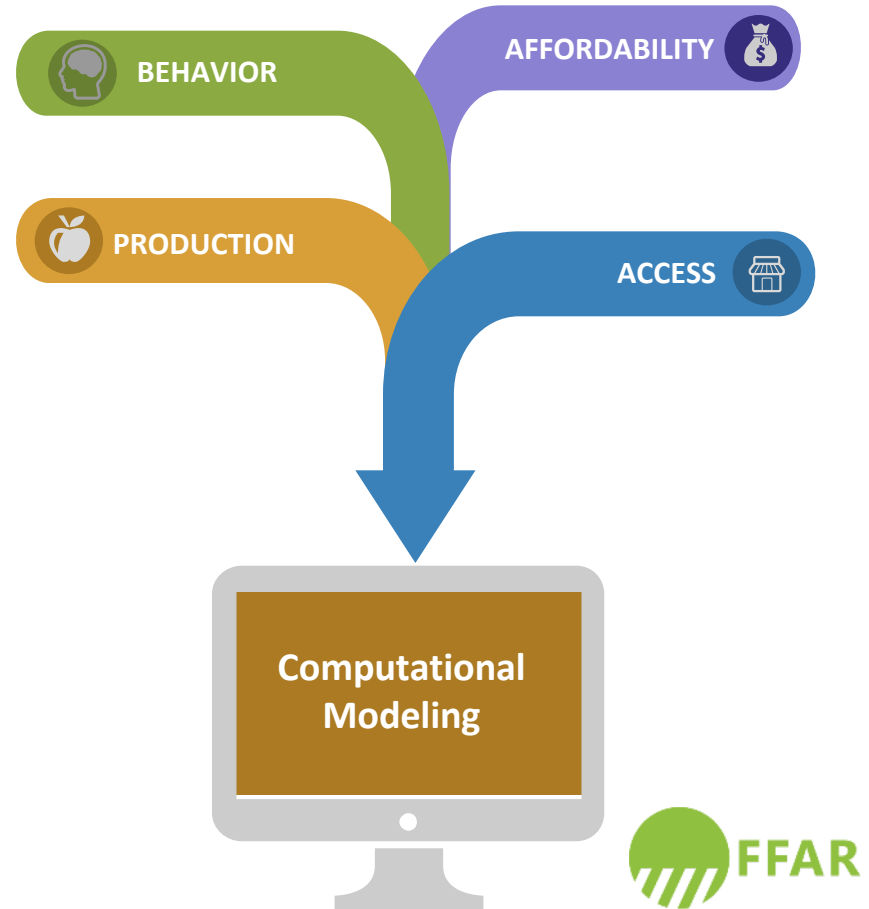 BEHAVIOR
AFFORDABILITY
$
PRODUCTION
ACCESS
Computational
Modeling
FFAR